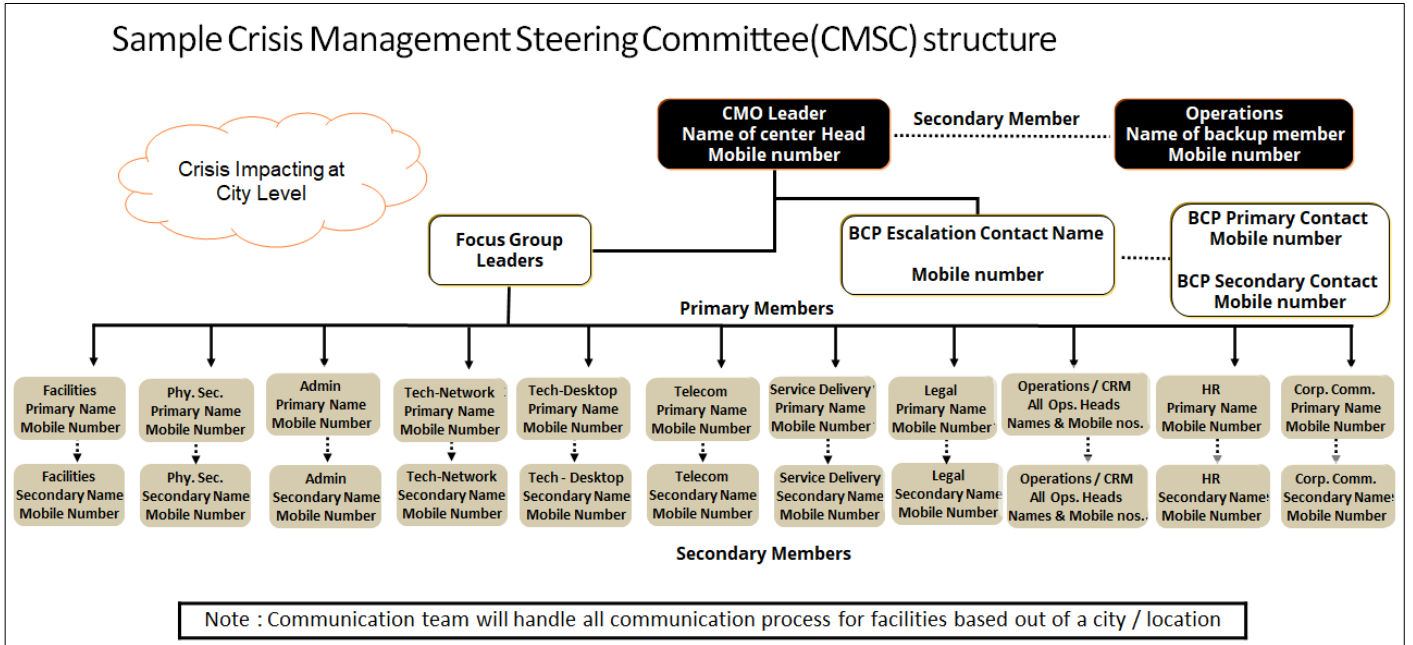 Sample Crisis Management Steering Committee(CMSC) structure
Crisis Impacting at
City Level
CMO Leader
Name of center Head
Mobile number
Secondary Member
Operations
Name of backup member
Mobile number
Focus Group
Leaders
BCP Escalation Contact Name
Mobile number
BCP Primary Contact
Mobile number
BCP Secondary Contact
Mobile number
Primary Members
Facilities
Primary Name
Mobile Number
Phy. Sec.
Primary Name
Mobile Number
Admin
Primary Name
Mobile Number
Tech-Network
Primary Name
Mobile Number
Tech-Desktop
Primary Name
Mobile Number
Telecom
Primary Name
Mobile Number
Service Delivery
Primary Name
Mobile Number
Legal
Primary Name
Mobile Number
Operations / CRM
All Ops. Heads
Names & Mobile nos.
HR
Primary Name
Mobile Number
Corp. Comm.
Primary Name
Mobile Number
Facilities
Secondary Name
Mobile Number
Phy. Sec.
Secondary Name
Mobile Number
Admin
Secondary Name
Mobile Number
Tech-Network
Secondary Name
Mobile Number
Tech - Desktop
Secondary Name
Mobile Number
Telecom
Secondary Name
Mobile Number
Service Delivery
Secondary Name
Mobile Number
Legal
Secondary Name
Mobile Number
Operations / CRM
All Ops. Heads
Names & Mobile nos..
HR
Secondary Name
Mobile Number
Corp. Comm.
Secondary Name
Mobile Number
Secondary Members
Note : Communication team will handle all communication process for facilities based out of a city / location